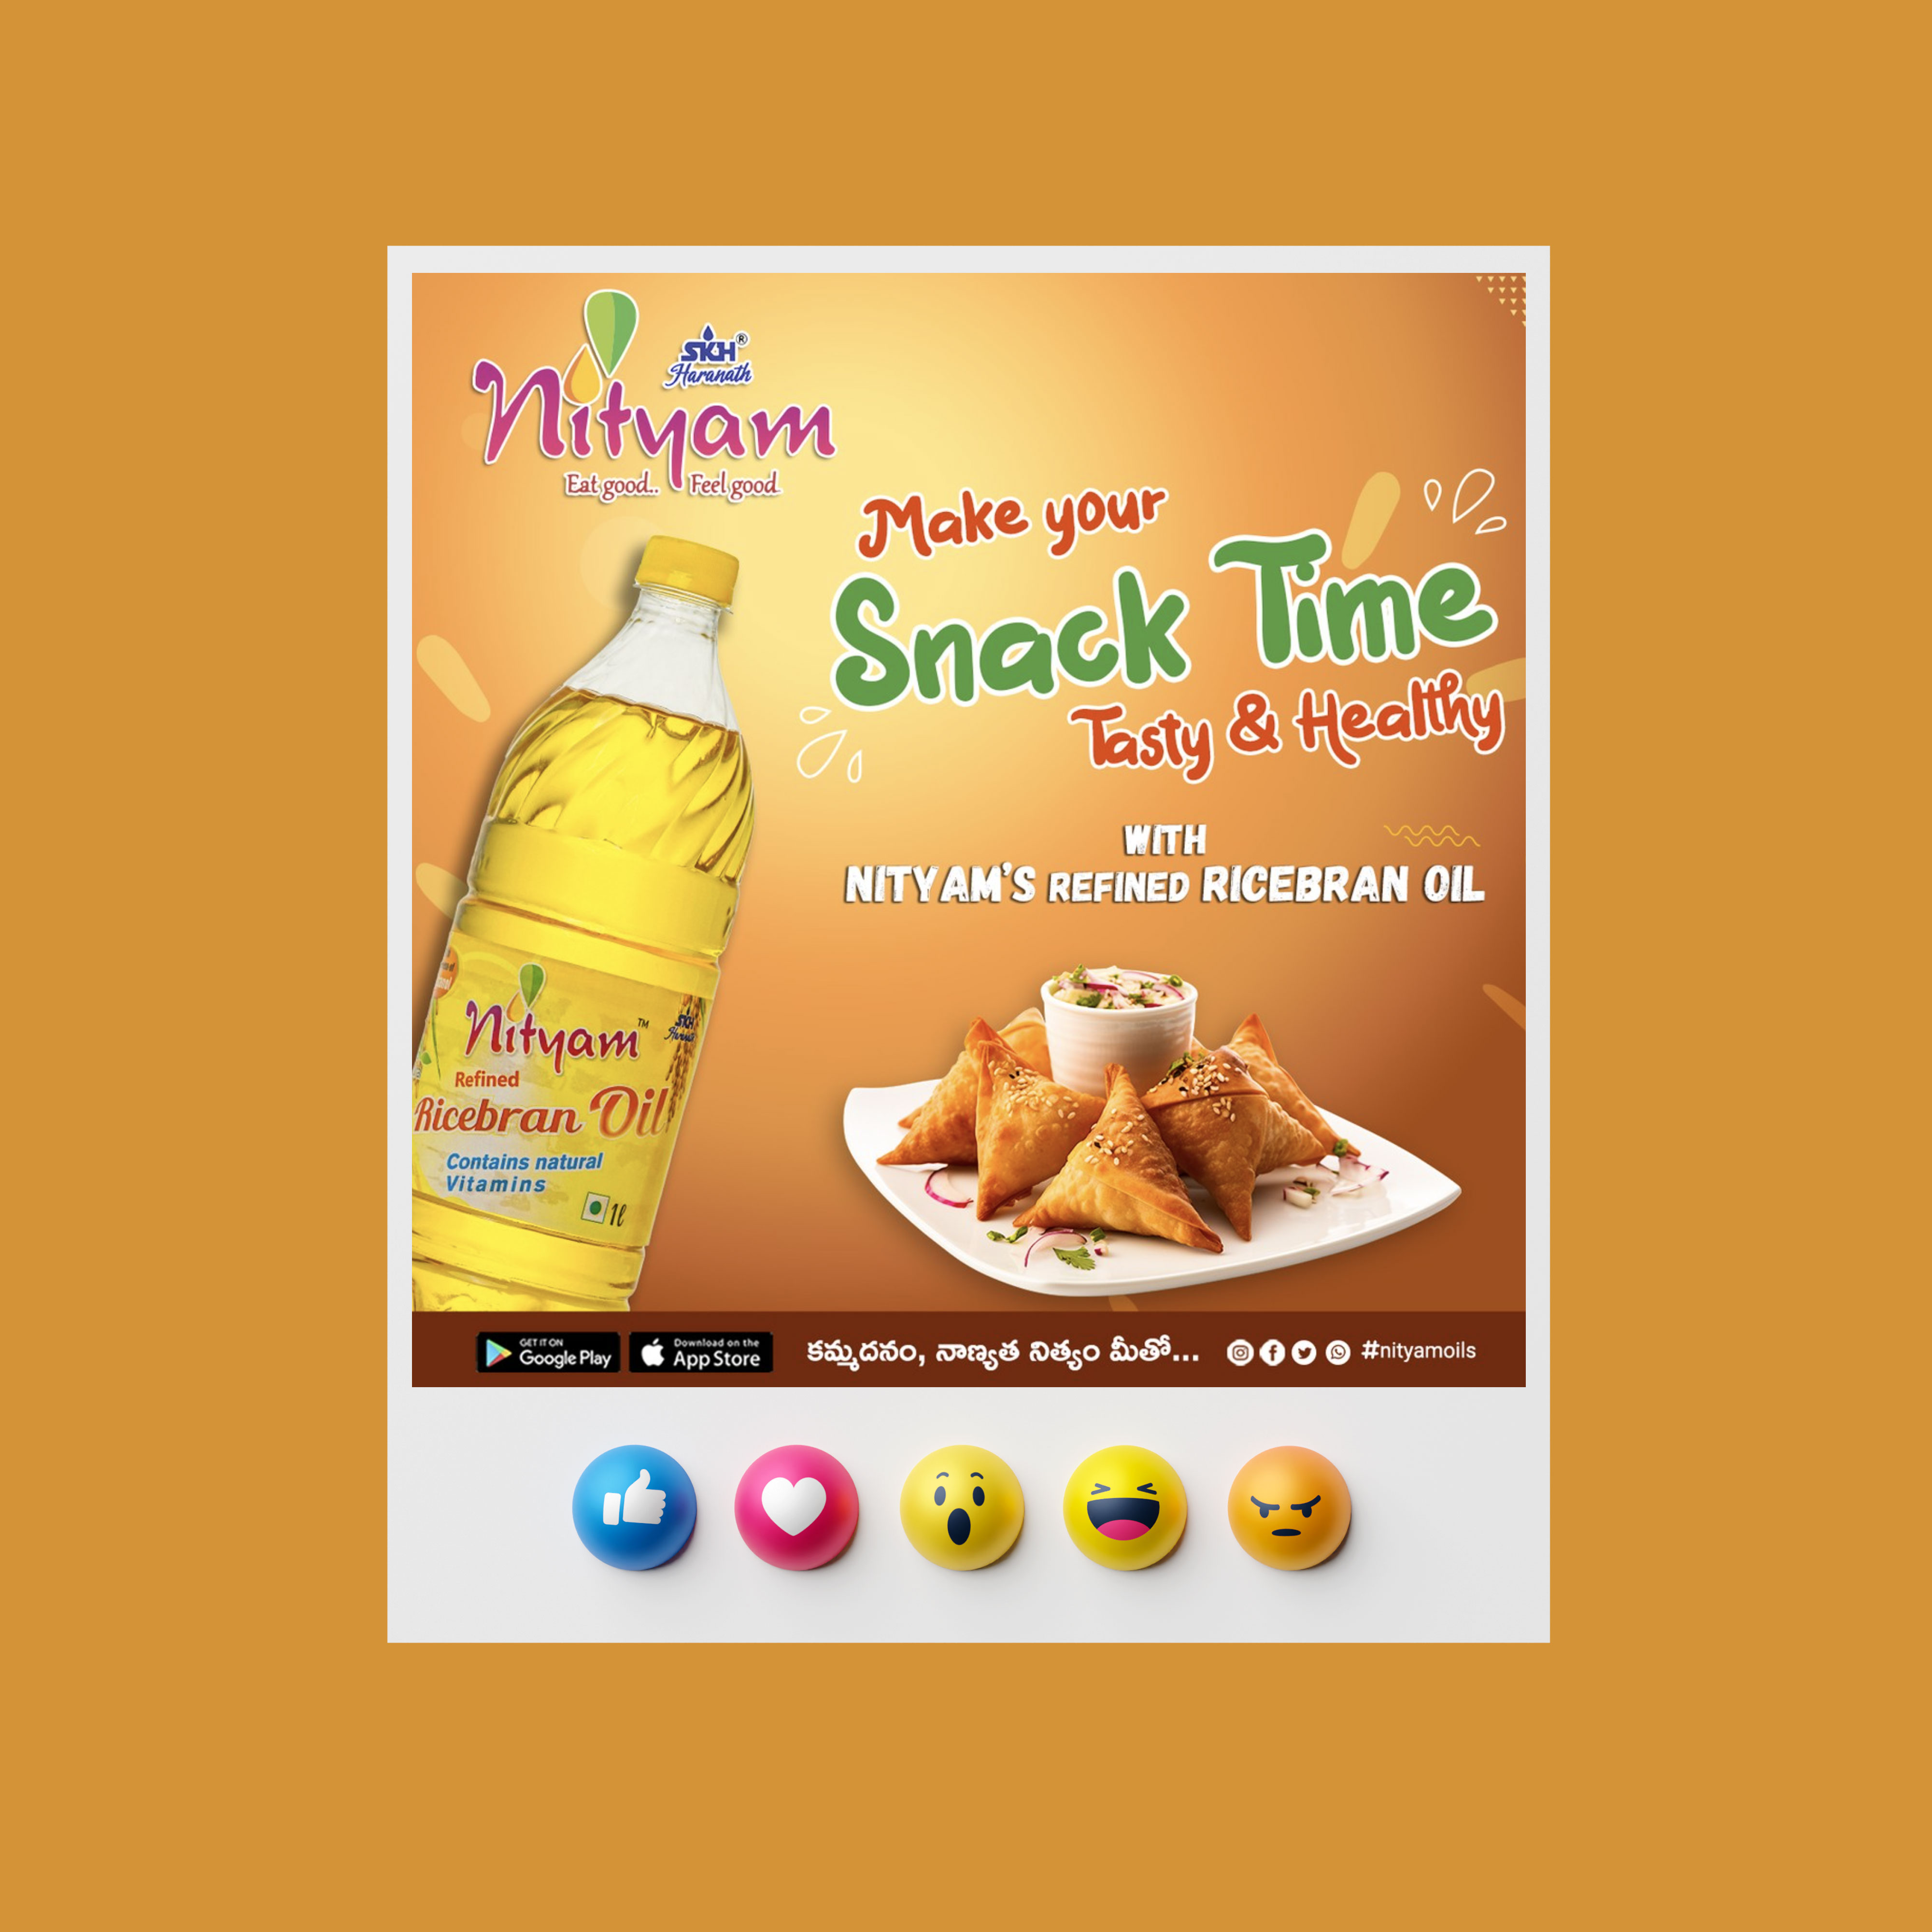 SKH®
Haranath
Nityam
Eat good.. Feel good
Make your
Snack Time
Tasty & Healthy
WITH
NITYAM'S REFINED RICEBRAN OIL
Nityam™
SKH
Refined
Ricebran Oil
Contains natural
Vitamins
1ℓ
GET IT ON
Google Play
Download on the
App Store
కమ్మదనం, నాణ్యత నిత్యం మీతో...
#nityamoils